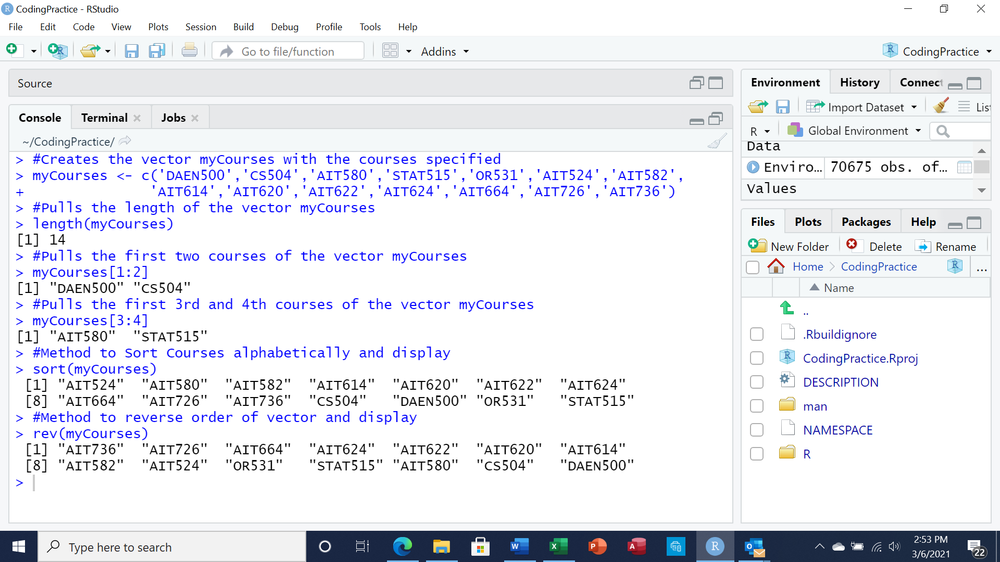 CodingPractice - RStudio
File Edit Code View Plots Session Build Debug Profile Tools Help
Go to file/function Addins CodingPractice
Source
Console Terminal Jobs
~/CodingPractice/
> #Creates the vector myCourses with the courses specified
> myCourses <- c('DAEN500','CS504','AIT580','STAT515','OR531','AIT524','AIT582',
+                'AIT614','AIT620','AIT622','AIT624','AIT664','AIT726','AIT736')
> #Pulls the length of the vector myCourses
> length(myCourses)
[1] 14
> #Pulls the first two courses of the vector myCourses
> myCourses[1:2]
[1] "DAEN500" "CS504"
> #Pulls the first 3rd and 4th courses of the vector myCourses
> myCourses[3:4]
[1] "AIT580"  "STAT515"
> #Method to Sort Courses alphabetically and display
> sort(myCourses)
 [1] "AIT524"  "AIT580"  "AIT582"  "AIT614"  "AIT620"  "AIT622"  "AIT624"
 [8] "AIT664"  "AIT726"  "AIT736"  "CS504"   "DAEN500" "OR531"   "STAT515"
> #Method to reverse order of vector and display
> rev(myCourses)
 [1] "AIT736"  "AIT726"  "AIT664"  "AIT624"  "AIT622"  "AIT620"  "AIT614"
 [8] "AIT582"  "AIT524"  "OR531"   "STAT515" "AIT580"  "CS504"   "DAEN500"
>
Environment History Connect
Import Dataset Lis
R Global Environment
Data
Enviro... 70675 obs. of...
Values
Files Plots Packages Help
New Folder Delete Rename
Home CodingPractice R ...
Name
..
.Rbuildignore
CodingPractice.Rproj
DESCRIPTION
man
NAMESPACE
R
Type here to search
2:53 PM
3/6/2021
22